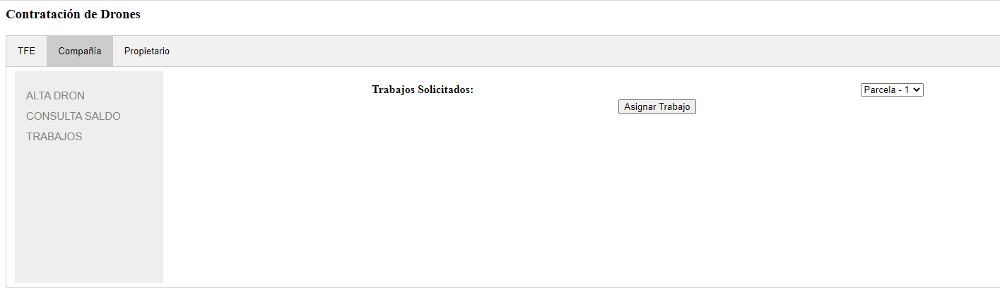 Contratación de Drones
TFE Compañía Propietario
ALTA DRON
CONSULTA SALDO
TRABAJOS
Trabajos Solicitados: Parcela - 1
Asignar Trabajo